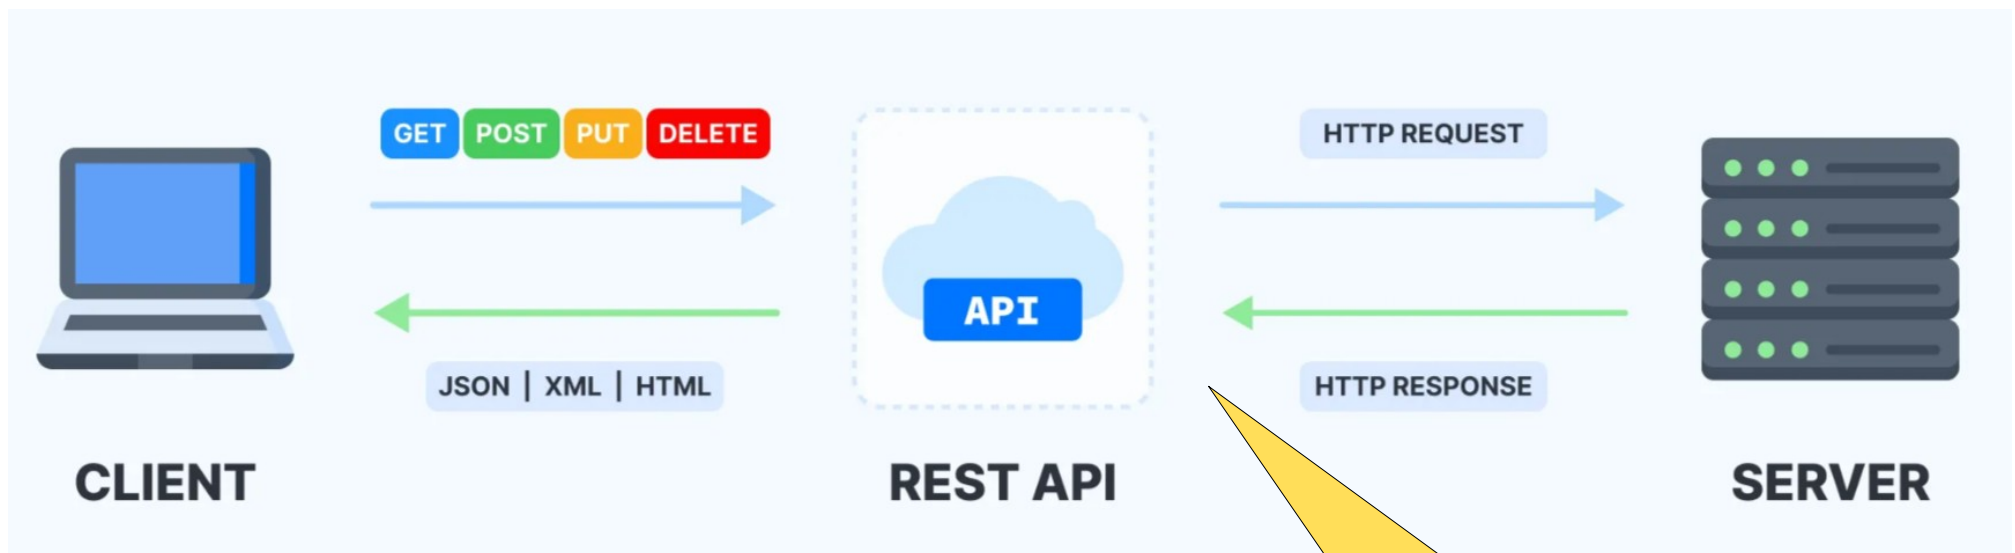 GET POST PUT DELETE
HTTP REQUEST
API
JSON | XML | HTML
HTTP RESPONSE
CLIENT
REST API
SERVER